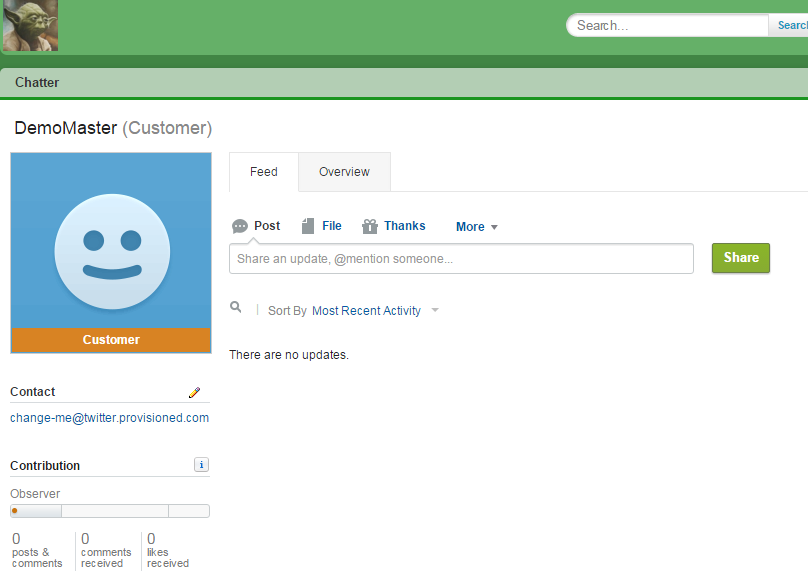 Search...
Search
Chatter
DemoMaster (Customer)
Customer
Contact
change-me@twitter.provisioned.com
Contribution
i
Observer
0 0 0
posts & comments likes
comments received received
Feed Overview
Post File Thanks More
Share an update, @mention someone...
Share
Sort By Most Recent Activity
There are no updates.